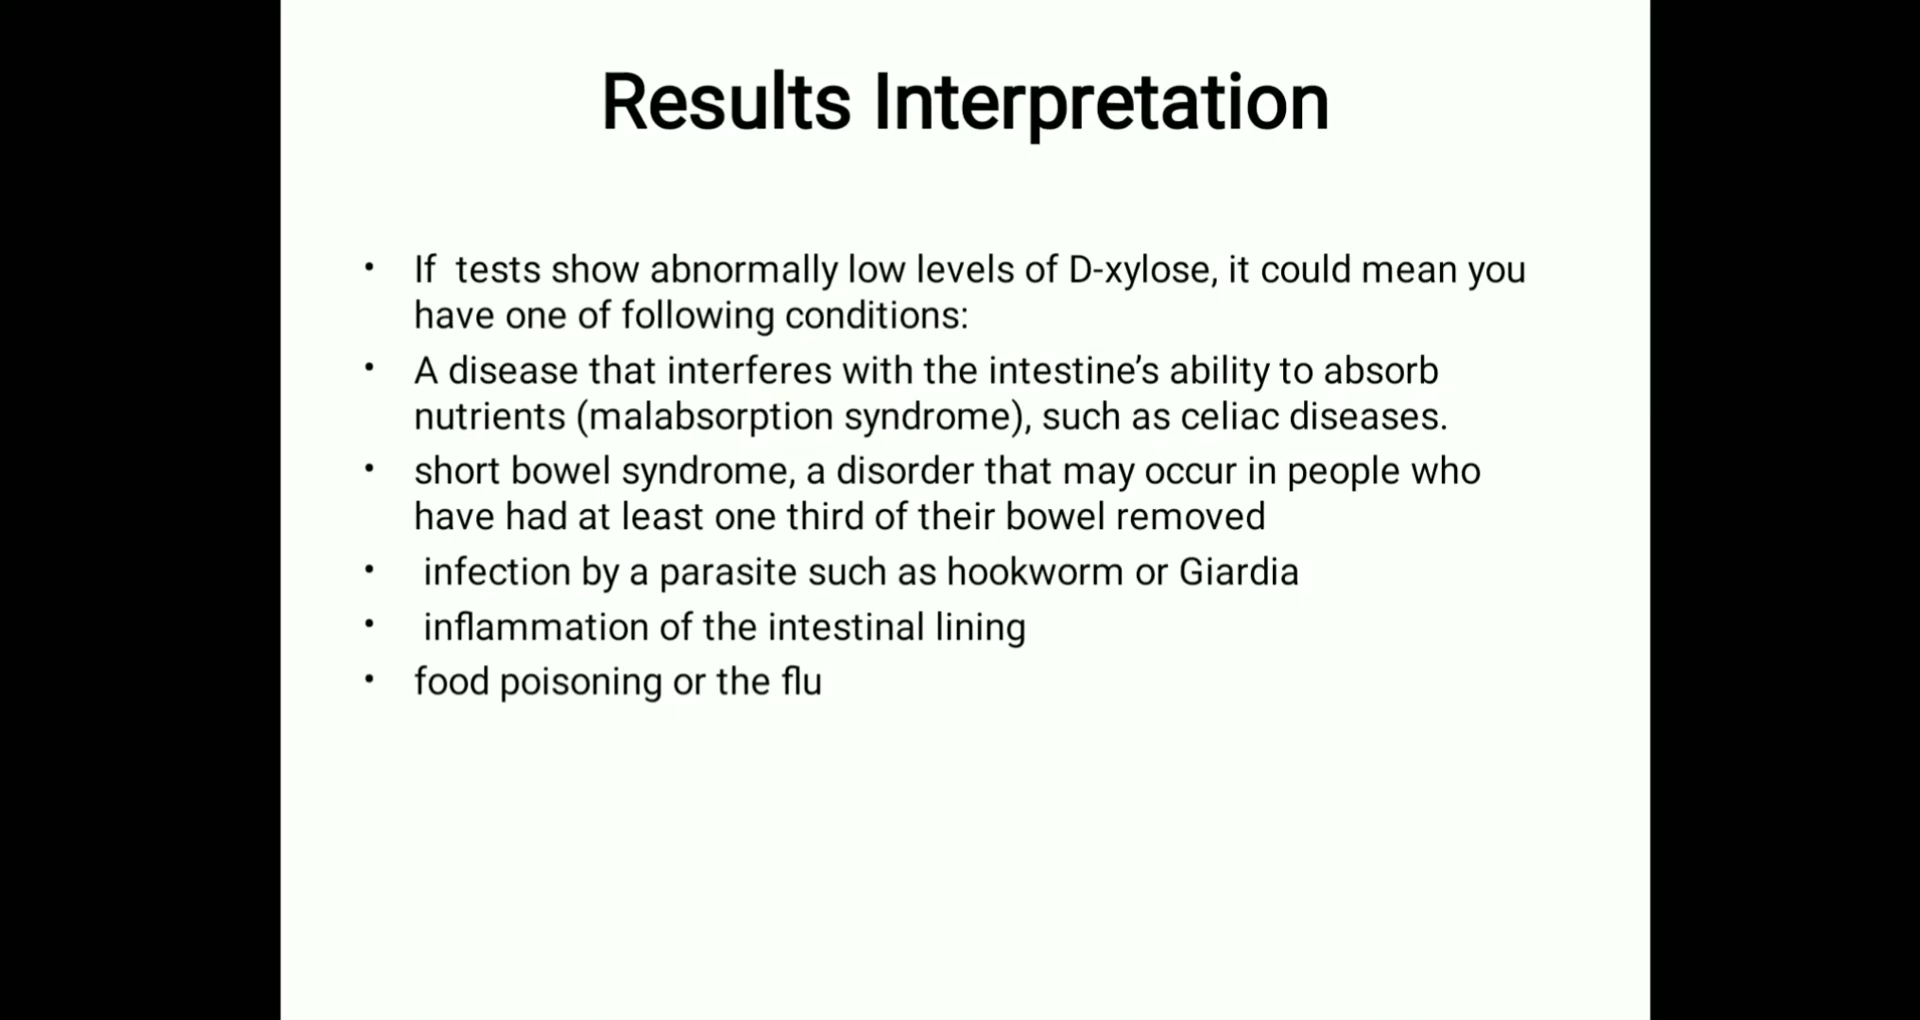 Results Interpretation
• If  tests show abnormally low levels of D-xylose, it could mean you
have one of following conditions:
• A disease that interferes with the intestine’s ability to absorb
nutrients (malabsorption syndrome), such as celiac diseases.
• short bowel syndrome, a disorder that may occur in people who
have had at least one third of their bowel removed
•  infection by a parasite such as hookworm or Giardia
•  inflammation of the intestinal lining
• food poisoning or the flu